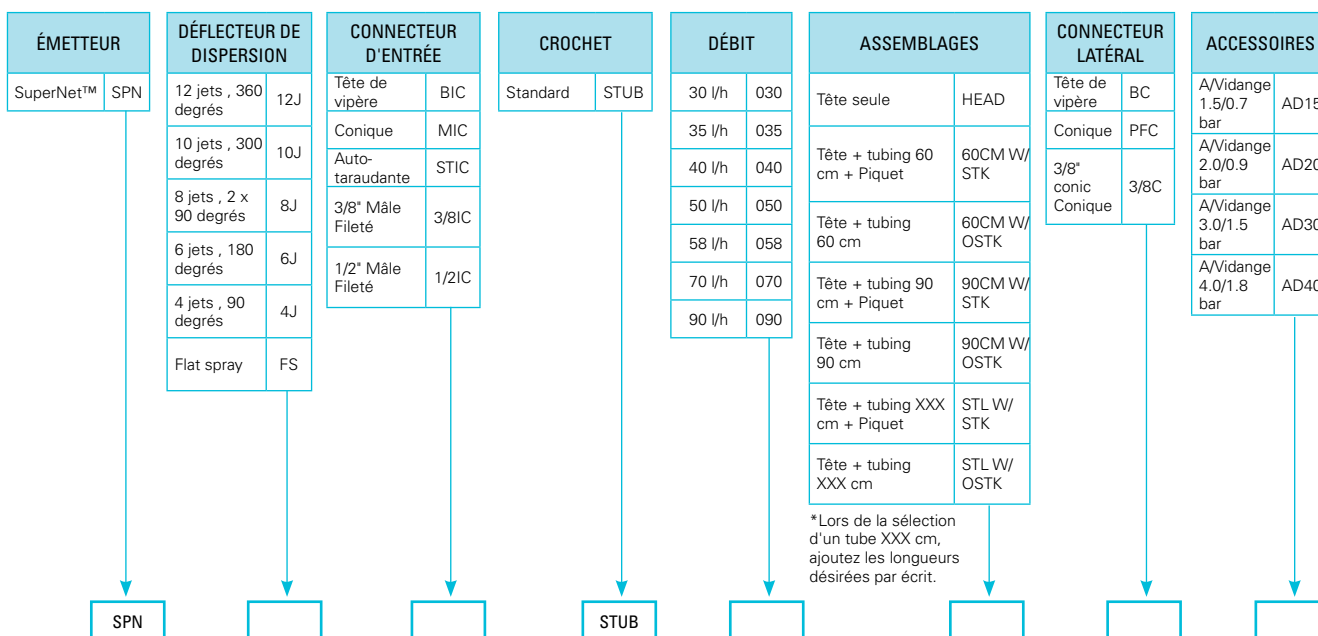 ÉMETTEUR
SuperNet™ SPN
DÉFLECTEUR DE
DISPERSION
12 jets , 360
degrés
12J
10 jets , 300
degrés
10J
8 jets , 2 x
90 degrés
8J
6 jets , 180
degrés
6J
4 jets , 90
degrés
4J
Flat spray FS
CONNECTEUR
D'ENTRÉE
Tête de
vipère
BIC
Conique MIC
Auto-
taraudante
STIC
3/8" Mâle
Fileté
3/8IC
1/2" Mâle
Fileté
1/2IC
CROCHET
Standard STUB
DÉBIT
30 l/h 030
35 l/h 035
40 l/h 040
50 l/h 050
58 l/h 058
70 l/h 070
90 l/h 090
ASSEMBLAGES
Tête seule HEAD
Tête + tubing 60
cm + Piquet
60CM W/
STK
Tête + tubing
60 cm
60CM W/
OSTK
Tête + tubing 90
cm + Piquet
90CM W/
STK
Tête + tubing
90 cm
90CM W/
OSTK
Tête + tubing XXX
cm + Piquet
STL W/
STK
Tête + tubing
XXX cm
STL W/
OSTK
*Lors de la sélection
d'un tube XXX cm,
ajoutez les longueurs
désirées par écrit.
CONNECTEUR
LATÉRAL
Tête de
vipère
BC
Conique PFC
3/8"
conic
Conique
3/8C
ACCESSOIRES
A/Vidange
1.5/0.7
bar
AD15
A/Vidange
2.0/0.9
bar
AD20
A/Vidange
3.0/1.5
bar
AD30
A/Vidange
4.0/1.8
bar
AD40
SPN
STUB